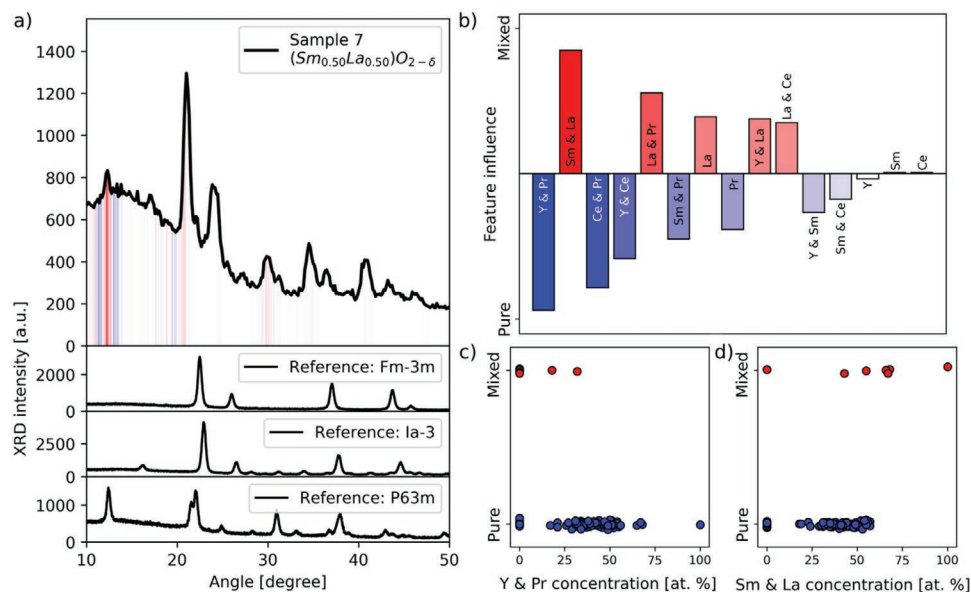 a)
1400
1200
1000
800
600
400
200
0
Sample 7
(Sm0.50La0.50)O2−δ
2000
0
Reference: Fm-3m
2500
0
Reference: Ia-3
1000
0
Reference: P63m
XRD intensity [a.u.]
10 20 30 40 50
Angle [degree]
b)
Mixed
Feature influence
Pure
Y & Pr
Sm & La
Ce & Pr
Y & Ce
La & Pr
Sm & Pr
La
Pr
Y & La
La & Ce
Y & Sm
Sm & Ce
Y
Sm
Ce
c)
Mixed
Pure
0 25 50 75 100
Y & Pr concentration [at. %]
d)
Mixed
Pure
0 25 50 75 100
Sm & La concentration [at. %]